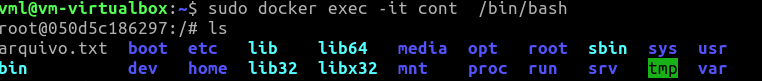 vml@vm-virtualbox:~$ sudo docker exec -it cont  /bin/bash
root@050d5c186297:/# ls
arquivo.txt  boot  etc   lib    lib64   media  opt   root  sbin  sys  usr
bin          dev   home  lib32  libx32  mnt    proc  run   srv   tmp  var